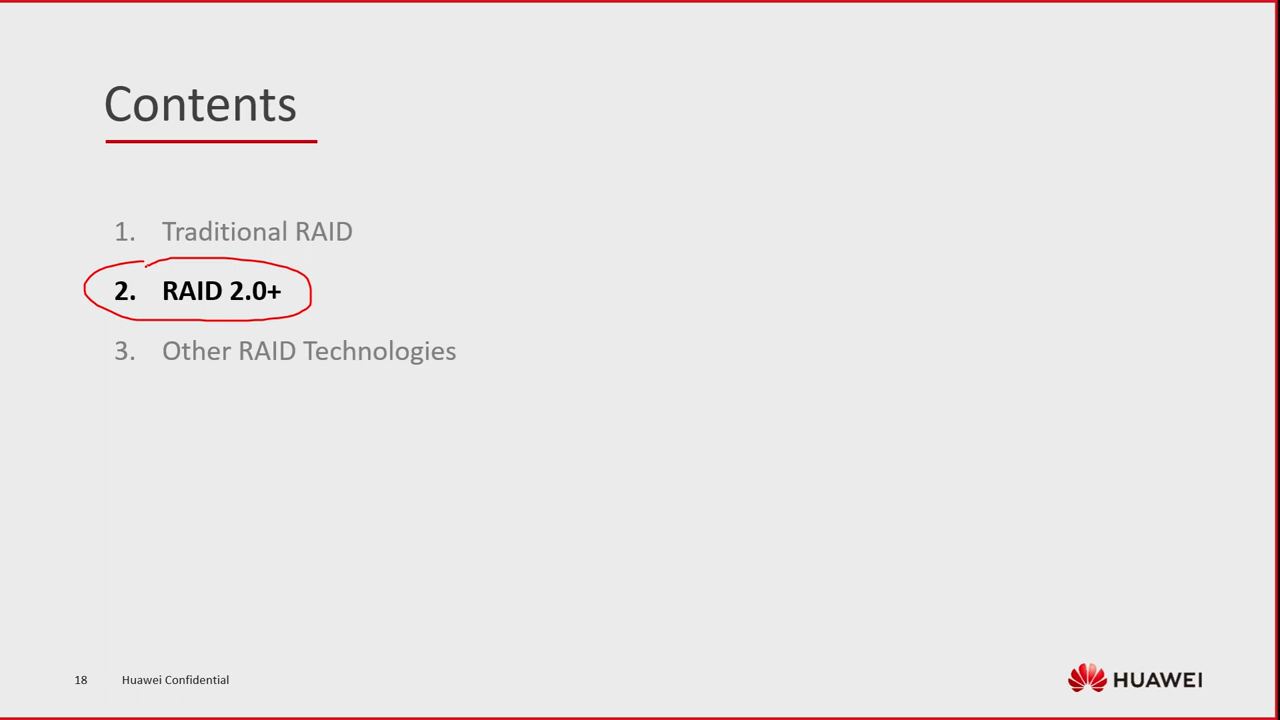 Contents
1. Traditional RAID
2. RAID 2.0+
3. Other RAID Technologies
18 Huawei Confidential
HUAWEI